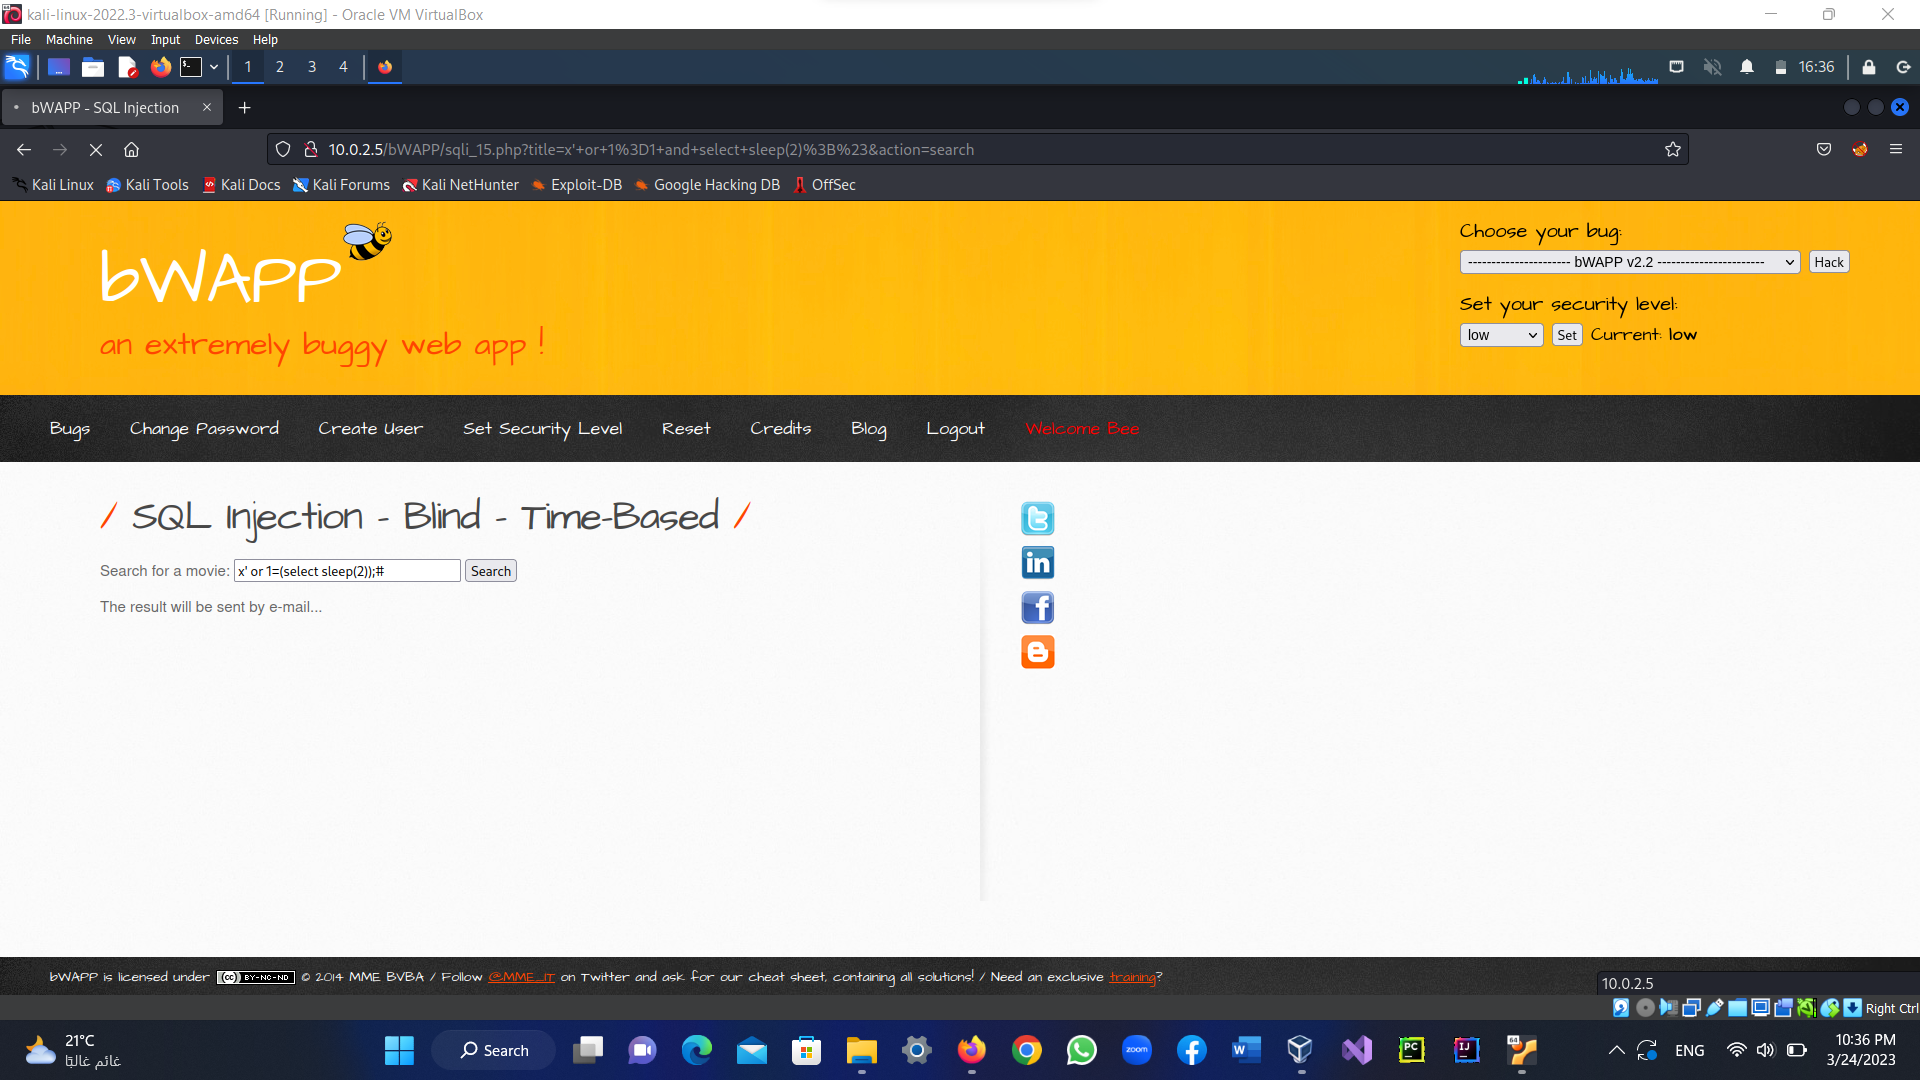 kali-linux-2022.3-virtualbox-amd64 [Running] - Oracle VM VirtualBox
File Machine View Input Devices Help
1 2 3 4 16:36
bWAPP - SQL Injection
10.0.2.5/bWAPP/sqli_15.php?title=x'+or+1%3D1+and+select+sleep(2)%3B%23&action=search
Kali Linux Kali Tools Kali Docs Kali Forums Kali NetHunter Exploit-DB Google Hacking DB OffSec
bWAPP
an extremely buggy web app !
Choose your bug:
---------------------- bWAPP v2.2 ----------------------- Hack
Set your security level:
low Set Current: low
Bugs Change Password Create User Set Security Level Reset Credits Blog Logout Welcome Bee
/ SQL Injection - Blind - Time-Based /
Search for a movie: x' or 1=(select sleep(2));# Search
The result will be sent by e-mail...
bWAPP is licensed under (cc) BY-NC-ND © 2014 MME BVBA / Follow @MME_IT on Twitter and ask for our cheat sheet, containing all solutions! / Need an exclusive training?
10.0.2.5
Right Ctrl
21°C
غائم غالبًا
Search
zoom
ENG
10:36 PM
3/24/2023